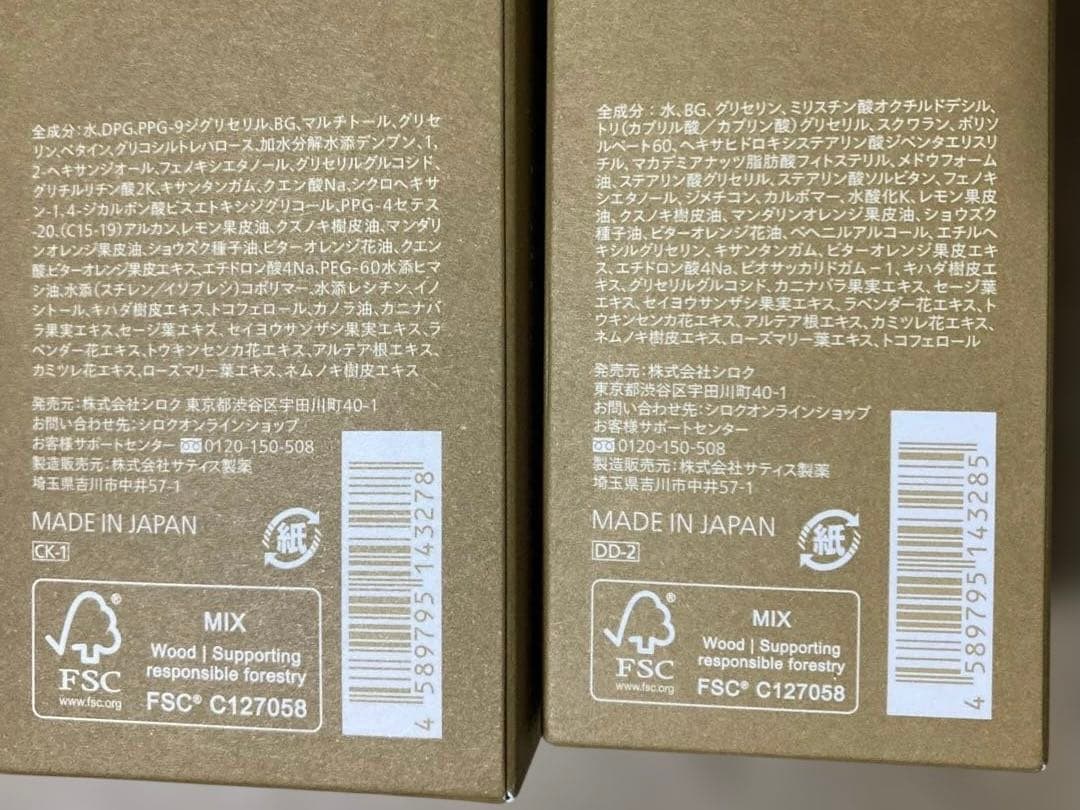 全成分：水、DPG、PPG-9ジグリセリル、BG、マルチトール、グリセ
リン、ベタイン、グリコシルトレハロース、加水分解水添デンプン、1,
2-ヘキサンジオール、フェノキシエタノール、グリセリルグルコシド、
グリチルリチン酸2K、キサンタンガム、クエン酸Na、シクロヘキサ
ン-1,4-ジカルボン酸ビスエトキシジグリコール、PPG-4セテス
-20、(C15-19)アルカン、レモン果皮油、クスノキ樹皮油、マンダ
リンオレンジ果皮油、ショウズク種子油、ビターオレンジ花油、クエン
酸、ビターオレンジ果皮エキス、エチドロン酸4Na、PEG-60水添ヒマ
シ油、水添(スチレン/イソプレン)コポリマー、水添レシチン、イノ
シトール、キハダ樹皮エキス、トコフェロール、カノラ油、カニナバ
ラ果実エキス、セージ葉エキス、セイヨウサンザシ果実エキス、ラ
ベンダー花エキス、トウキンセンカ花エキス、アルテア根エキス、
カミツレ花エキス、ローズマリー葉エキス、ネムノキ樹皮エキス
発売元：株式会社シロク 東京都渋谷区宇田川町40-1
お問い合わせ先：シロクオンラインショップ
お客様サポートセンター 0120-150-508
製造販売元：株式会社サティス製薬
埼玉県吉川市中井57-1
MADE IN JAPAN
CK-1
紙
4 589795 143278
FSC®
www.fsc.org
MIX
Wood | Supporting
responsible forestry
FSC® C127058
全成分：水、BG、グリセリン、ミリスチン酸オクチルドデシル、
トリ(カプリル酸／カプリン酸)グリセリル、スクワラン、ポリソ
ルベート60、ヘキサヒドロキシステアリン酸ジペンタエリスリ
チル、マカデミアナッツ脂肪酸フィトステリル、メドウフォーム
油、ステアリン酸グリセリル、ステアリン酸ソルビタン、フェノキ
シエタノール、ジメチコン、カルボマー、水酸化K、レモン果皮
油、クスノキ樹皮油、マンダリンオレンジ果皮油、ショウズク
種子油、ビターオレンジ花油、ベヘニルアルコール、エチルヘ
キシルグリセリン、キサンタンガム、ビターオレンジ果皮エキ
ス、エチドロン酸4Na、ビオサッカリドガム－1、キハダ樹皮エ
キス、グリセリルグルコシド、カニナバラ果実エキス、セージ葉
エキス、セイヨウサンザシ果実エキス、ラベンダー花エキス、ト
ウキンセンカ花エキス、アルテア根エキス、カミツレ花エキス、
ネムノキ樹皮エキス、ローズマリー葉エキス、トコフェロール
発売元：株式会社シロク
東京都渋谷区宇田川町40-1
お問い合わせ先：シロクオンラインショップ
お客様サポートセンター
0120-150-508
製造販売元：株式会社サティス製薬
埼玉県吉川市中井57-1
MADE IN JAPAN
DD-2
紙
4 589795 143285
FSC®
www.fsc.org
MIX
Wood | Supporting
responsible forestry
FSC® C127058